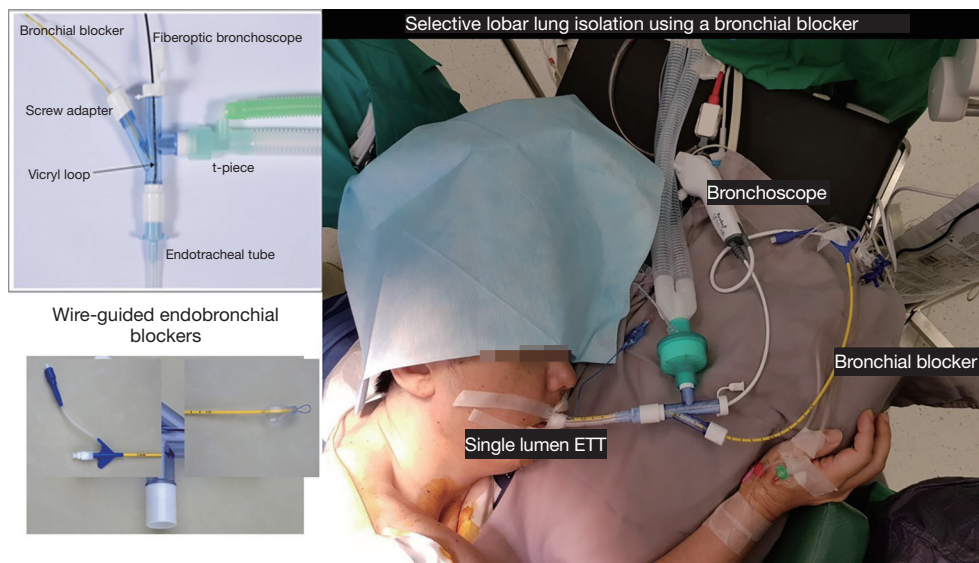 Selective lobar lung isolation using a bronchial blocker
Bronchial blocker
Fiberoptic bronchoscope
Screw adapter
t-piece
Vicryl loop
Endotracheal tube
Wire-guided endobronchial
blockers
Bronchoscope
Bronchial blocker
Single lumen ETT